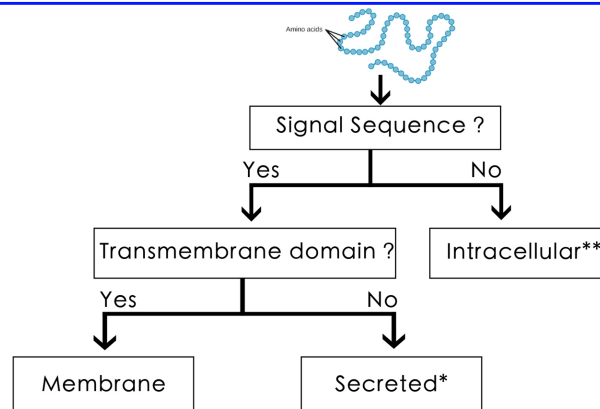 Amino acids
Signal Sequence ?
Yes
No
Transmembrane domain ?
Intracellular**
Yes
No
Membrane
Secreted*